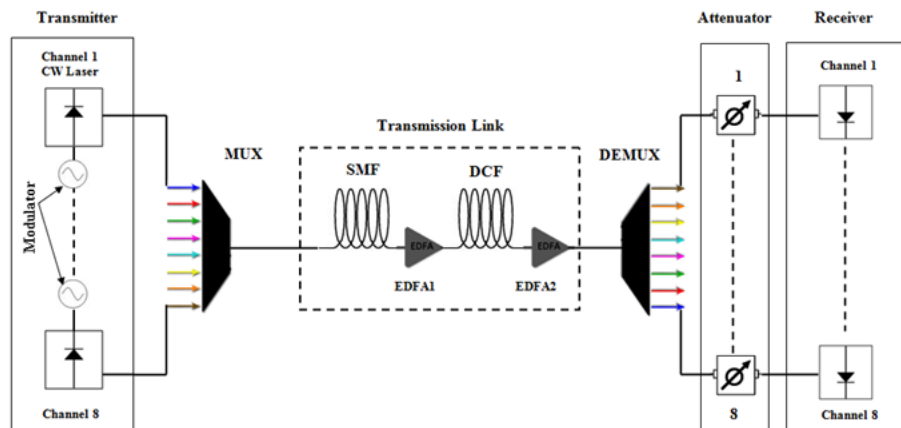 Transmitter
Channel 1
CW Laser
Modulator
Channel 8
MUX
Transmission Link
SMF
DCF
EDFA
EDFA
EDFA1
EDFA2
DEMUX
Attenuator
1
8
Receiver
Channel 1
Channel 8